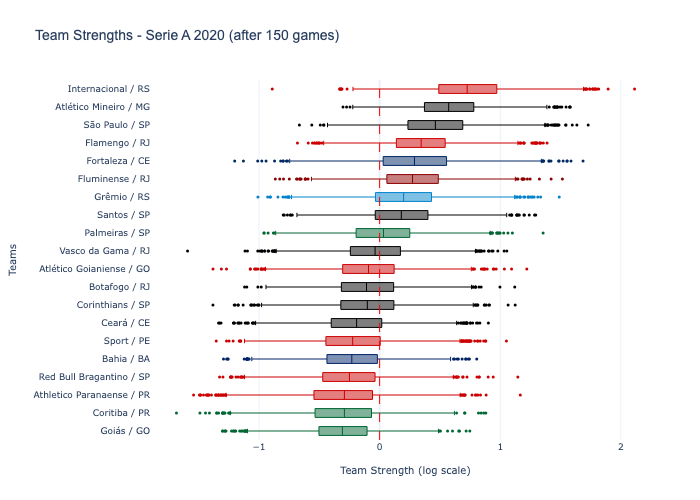 Team Strengths - Serie A 2020 (after 150 games)
Internacional / RS
Atlético Mineiro / MG
São Paulo / SP
Flamengo / RJ
Fortaleza / CE
Fluminense / RJ
Grêmio / RS
Santos / SP
Palmeiras / SP
Vasco da Gama / RJ
Atlético Goianiense / GO
Botafogo / RJ
Corinthians / SP
Ceará / CE
Sport / PE
Bahia / BA
Red Bull Bragantino / SP
Athletico Paranaense / PR
Coritiba / PR
Goiás / GO
Teams
−1 0 1 2
Team Strength (log scale)